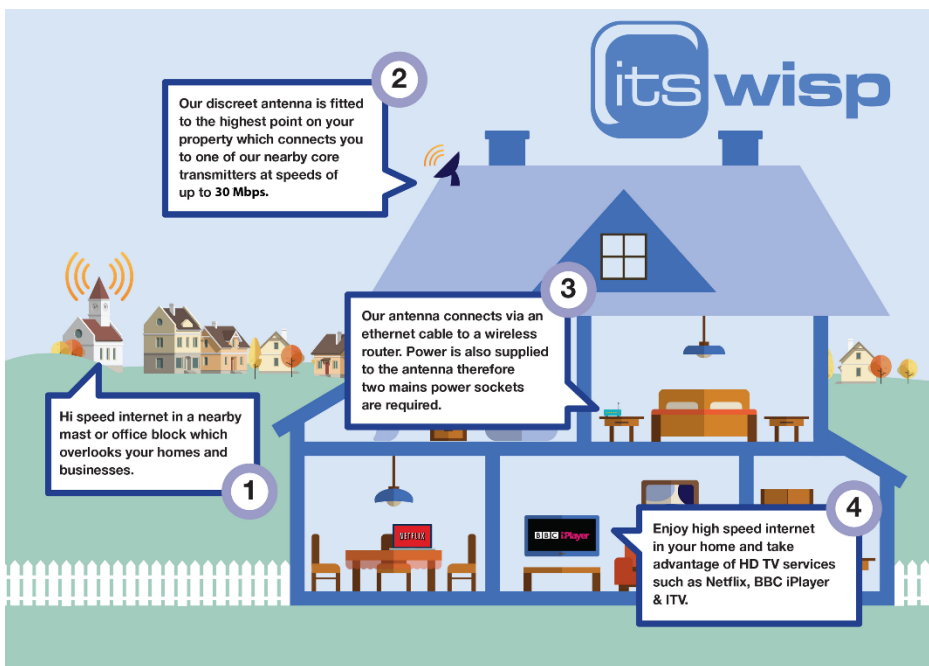 its wisp
1
Hi speed internet in a nearby
mast or office block which
overlooks your homes and
businesses.
2
Our discreet antenna is fitted
to the highest point on your
property which connects you
to one of our nearby core
transmitters at speeds of
up to 30 Mbps.
3
Our antenna connects via an
ethernet cable to a wireless
router. Power is also supplied
to the antenna therefore
two mains power sockets
are required.
4
Enjoy high speed internet
in your home and take
advantage of HD TV services
such as Netflix, BBC iPlayer
& ITV.
NETFLIX
BBC iPlayer